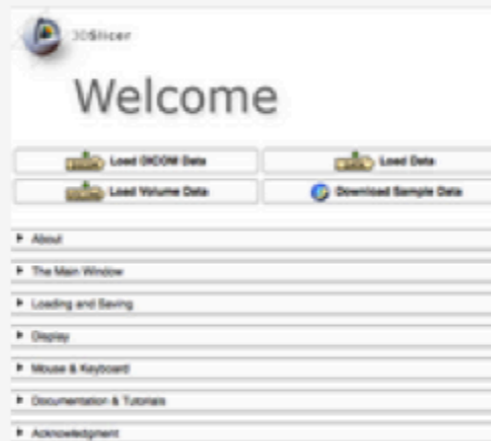 3DSlicer
Welcome
Load DICOM Data
Load Data
Load Volume Data
Download Sample Data
About
The Main Window
Loading and Saving
Display
Mouse & Keyboard
Documentation & Tutorials
Acknowledgment